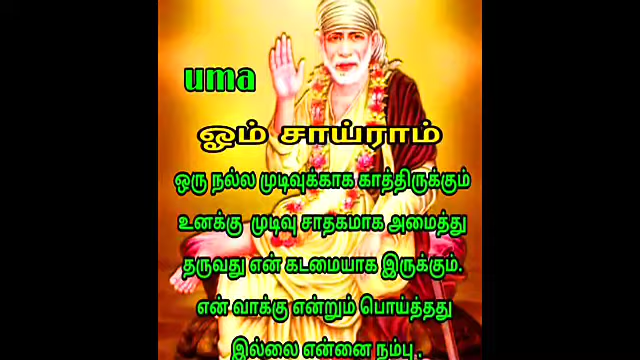 uma
ஓம் சாய்ராம்
ஒரு நல்ல முடிவுக்காக காத்திருக்கும்
உனக்கு முடிவு சாதகமாக அமைத்து
தருவது என் கடமையாக இருக்கும்.
என் வாக்கு என்றும் பொய்த்தது
இல்லை என்னை நம்பு..